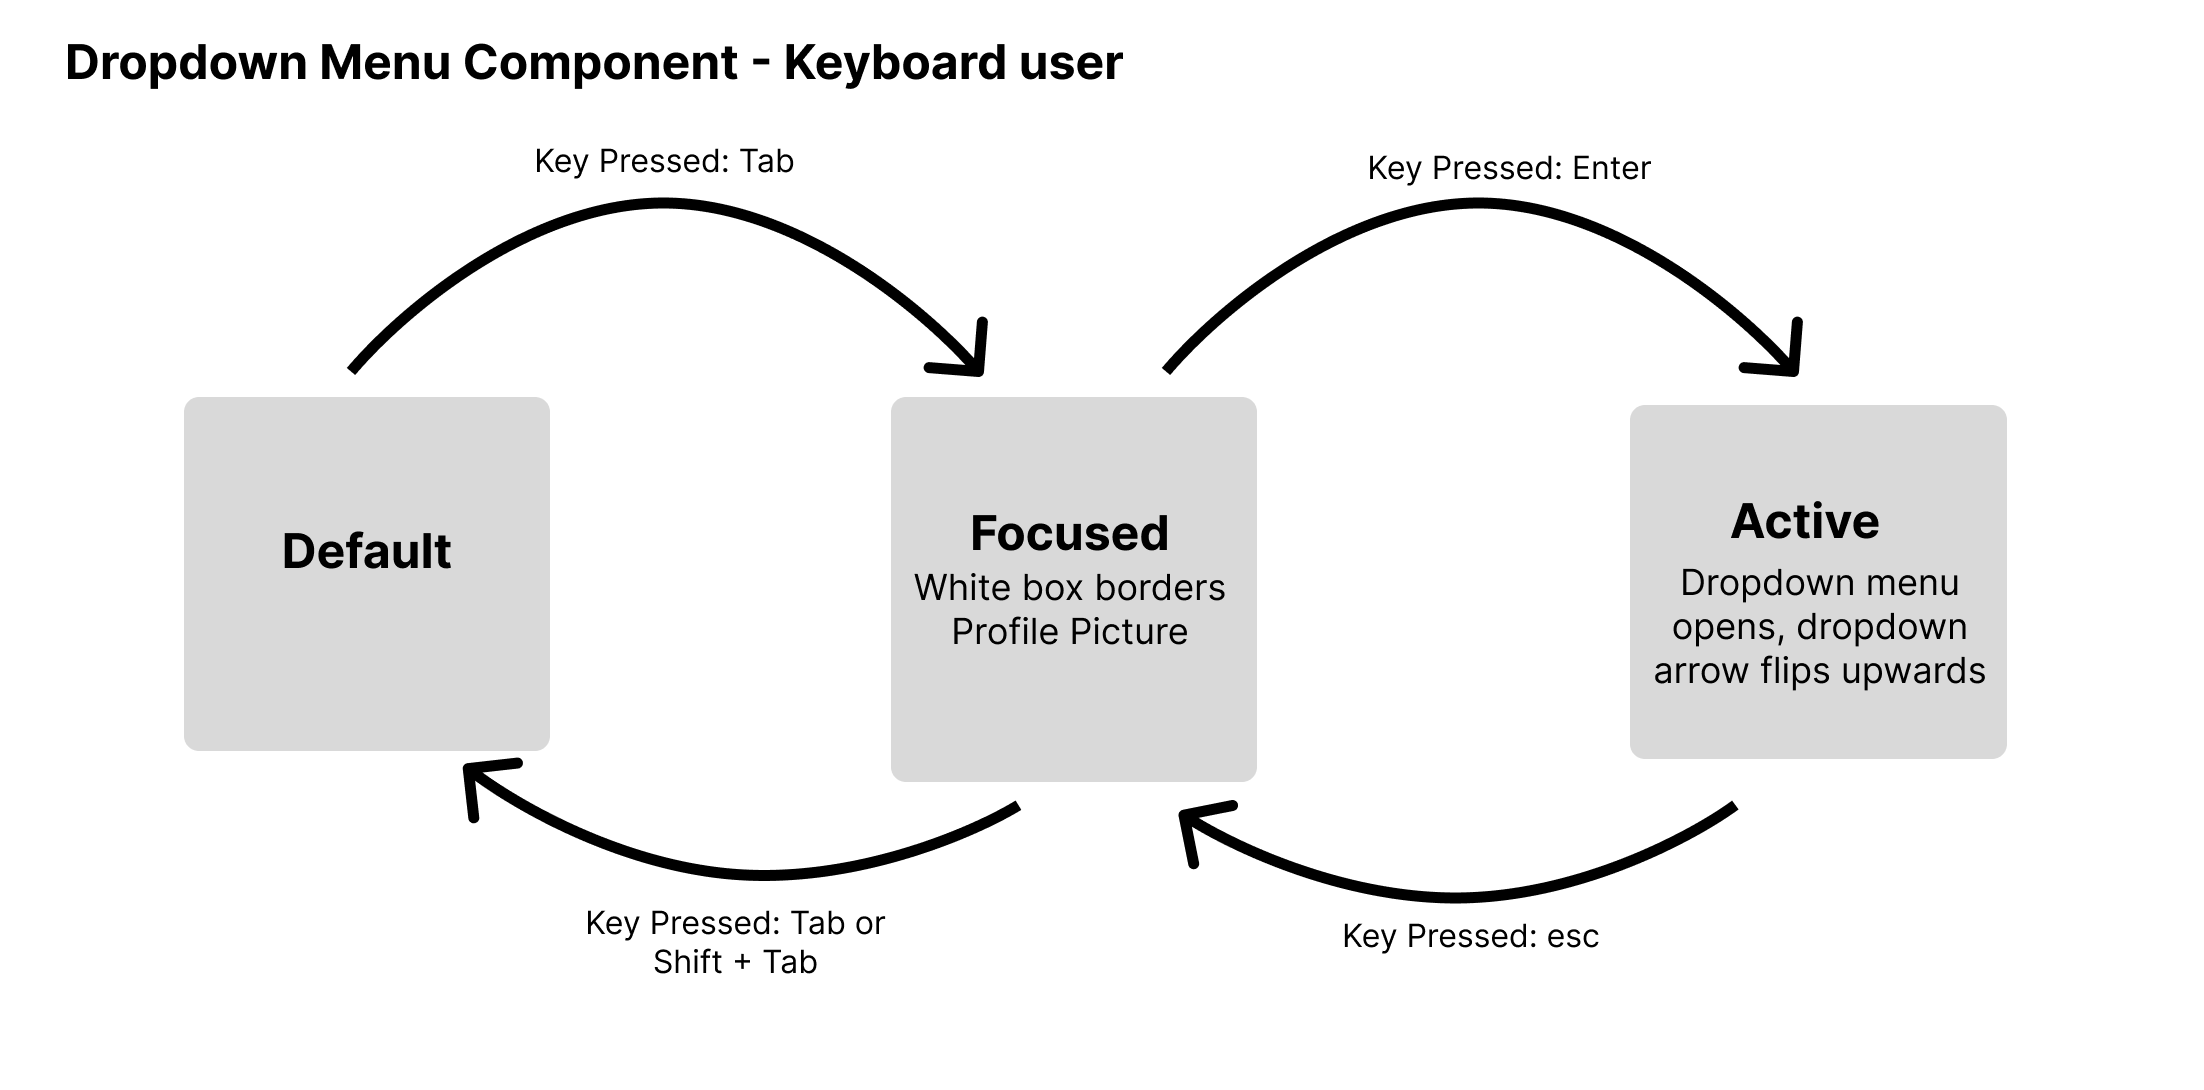 Dropdown Menu Component - Keyboard user
Key Pressed: Tab
Key Pressed: Enter
Default
Focused
White box borders
Profile Picture
Active
Dropdown menu
opens, dropdown
arrow flips upwards
Key Pressed: Tab or
Shift + Tab
Key Pressed: esc